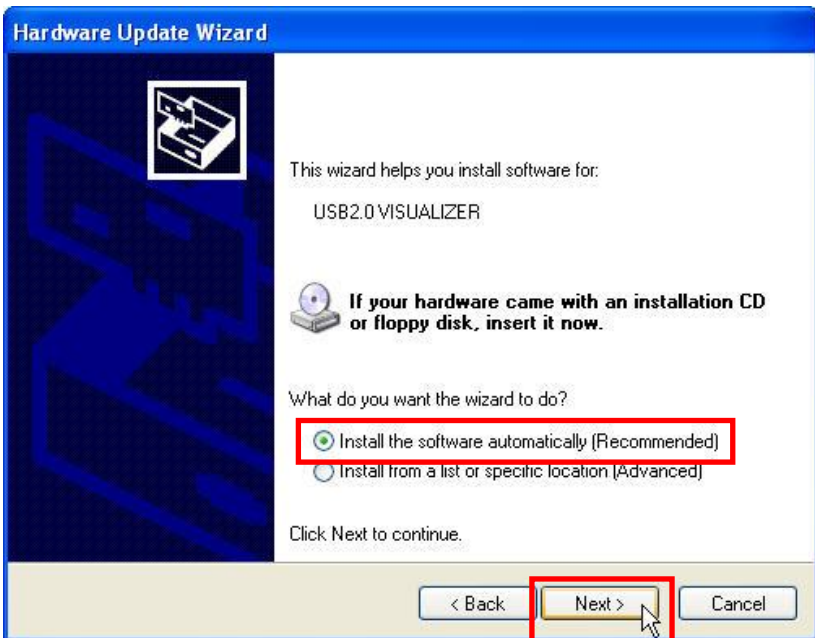 Hardware Update Wizard
This wizard helps you install software for:
USB2.0 VISUALIZER
If your hardware came with an installation CD
or floppy disk, insert it now.
What do you want the wizard to do?
Install the software automatically (Recommended)
Install from a list or specific location (Advanced)
Click Next to continue.
< Back Next > Cancel